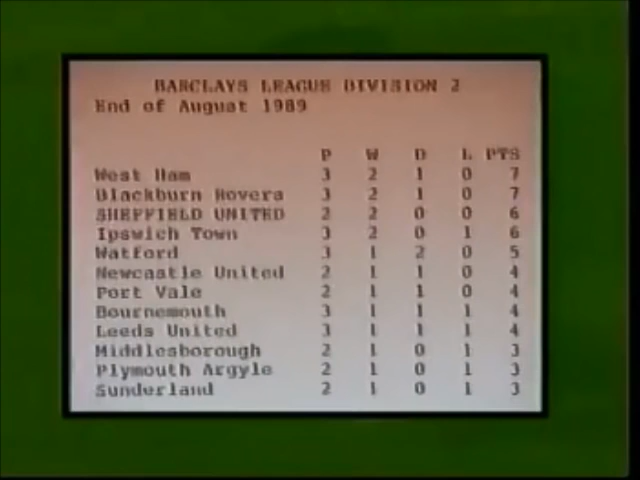 BARCLAYS LEAGUE DIVISION 2
End of August 1989
P W D L PTS
West Ham 3 2 1 0 7
Blackburn Rovers 3 2 1 0 7
SHEFFIELD UNITED 2 2 0 0 6
Ipswich Town 3 2 0 1 6
Watford 3 1 2 0 5
Newcastle United 2 1 1 0 4
Port Vale 2 1 1 0 4
Bournemouth 3 1 1 1 4
Leeds United 3 1 1 1 4
Middlesborough 2 1 0 1 3
Plymouth Argyle 2 1 0 1 3
Sunderland 2 1 0 1 3